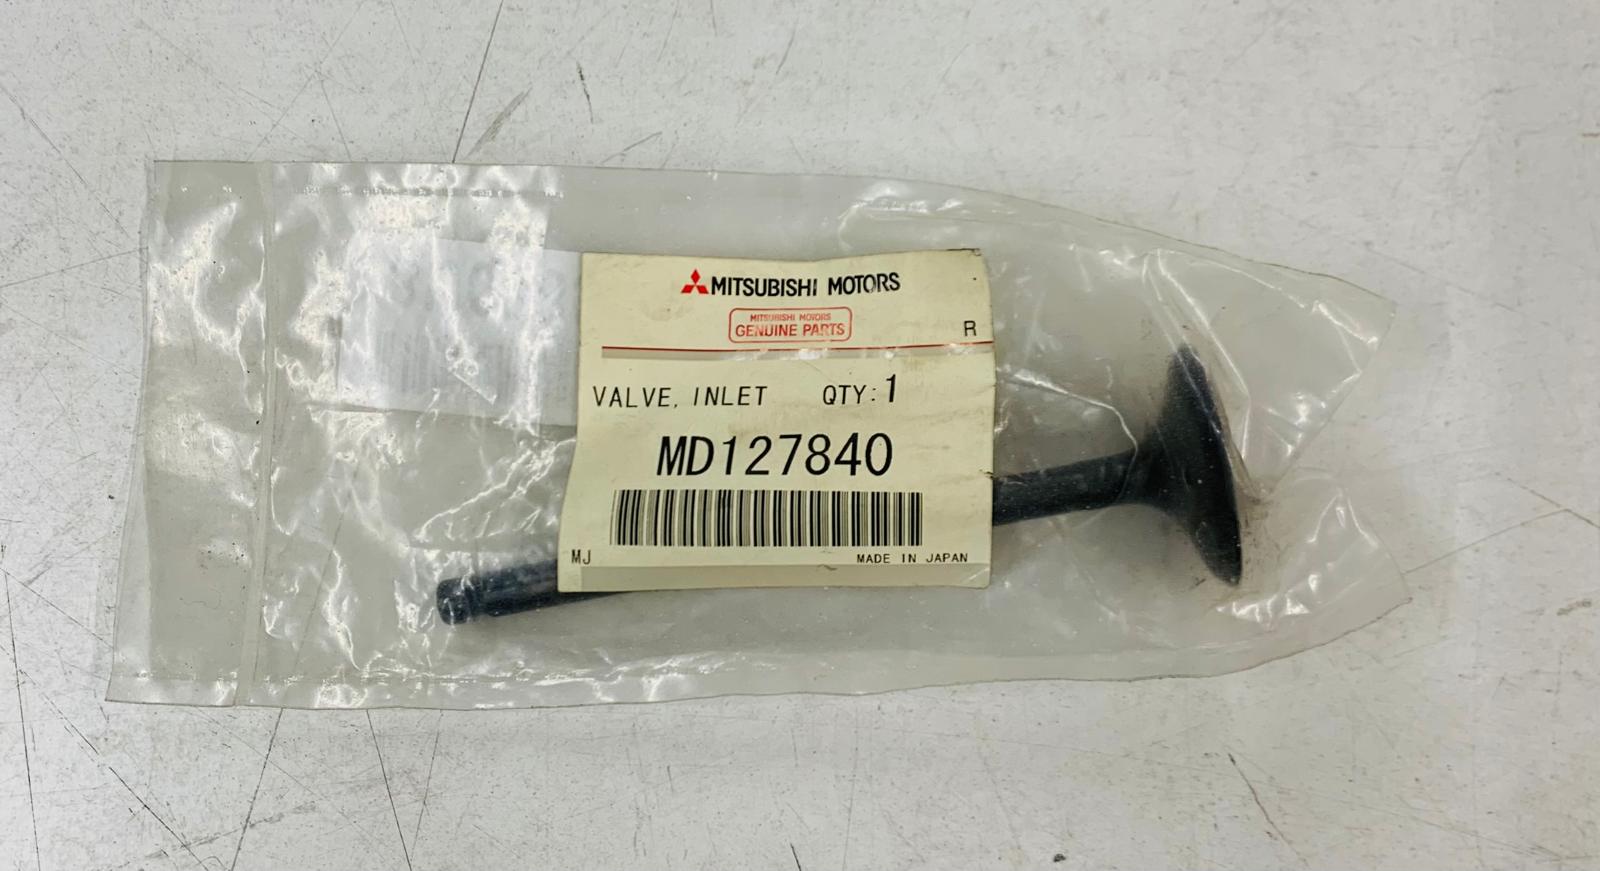 MITSUBISHI MOTORS
MITSUBISHI MOTORS
GENUINE PARTS
R
VALVE, INLET QTY: 1
MD127840
MJ MADE IN JAPAN